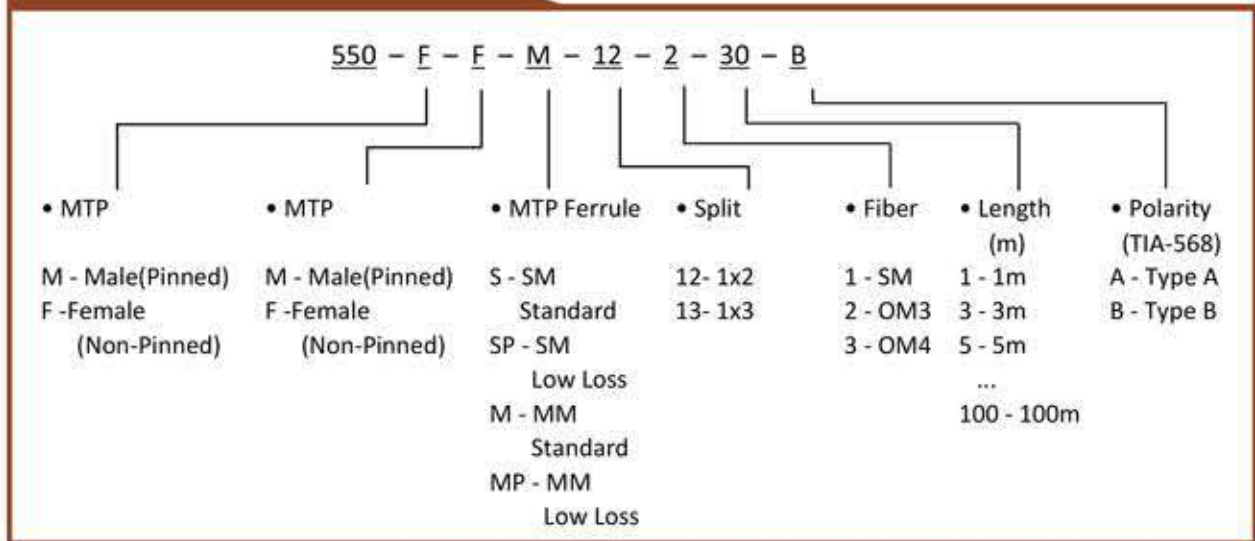 550 – F – F – M – 12 – 2 – 30 – B
• MTP
M - Male(Pinned)
F -Female
(Non-Pinned)
• MTP
M - Male(Pinned)
F -Female
(Non-Pinned)
• MTP Ferrule
S - SM
Standard
SP - SM
Low Loss
M - MM
Standard
MP - MM
Low Loss
• Split
12- 1x2
13- 1x3
• Fiber
1 - SM
2 - OM3
3 - OM4
• Length
(m)
1 - 1m
3 - 3m
5 - 5m
...
100 - 100m
• Polarity
(TIA-568)
A - Type A
B - Type B